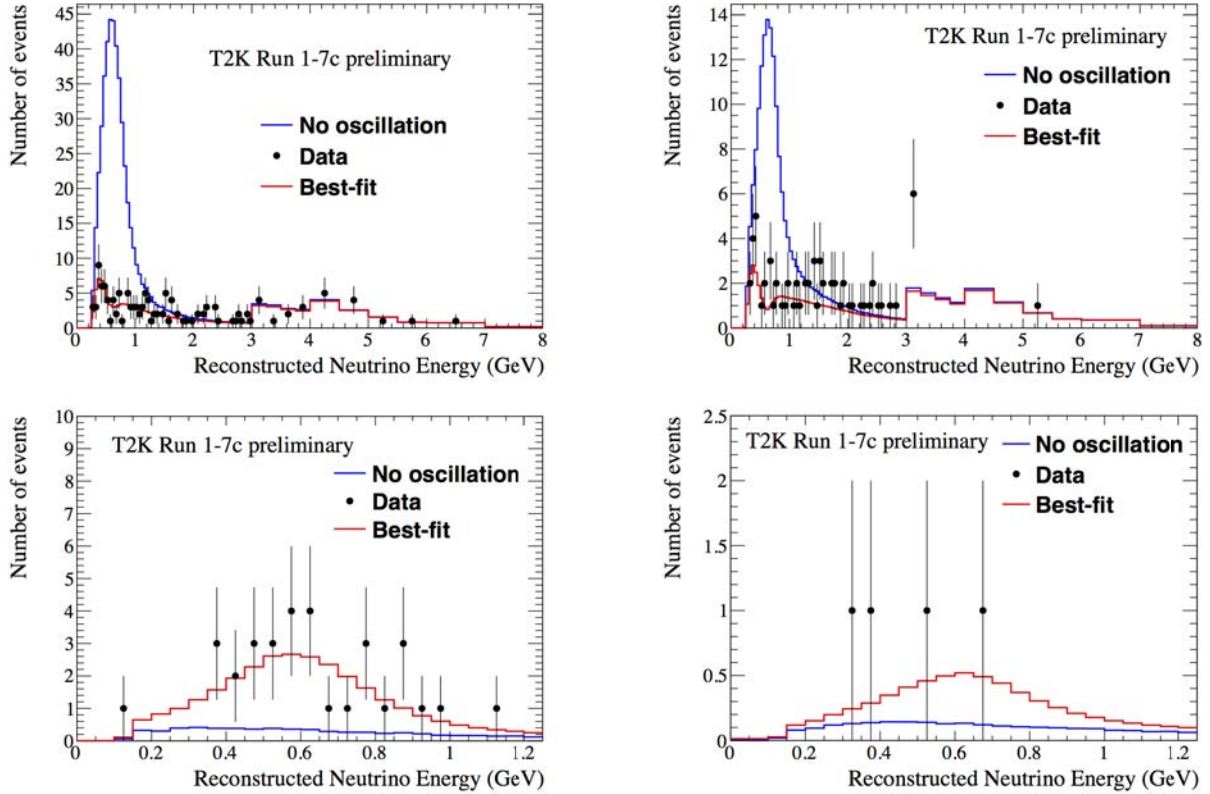 Number of events
45
40
35
30
25
20
15
10
5
0
T2K Run 1-7c preliminary
No oscillation
Data
Best-fit
0 1 2 3 4 5 6 7 8
Reconstructed Neutrino Energy (GeV)
Number of events
14
12
10
8
6
4
2
0
T2K Run 1-7c preliminary
No oscillation
Data
Best-fit
0 1 2 3 4 5 6 7 8
Reconstructed Neutrino Energy (GeV)
Number of events
10
9
8
7
6
5
4
3
2
1
0
T2K Run 1-7c preliminary
No oscillation
Data
Best-fit
0 0.2 0.4 0.6 0.8 1 1.2
Reconstructed Neutrino Energy (GeV)
Number of events
2.5
2
1.5
1
0.5
0
T2K Run 1-7c preliminary
No oscillation
Data
Best-fit
0 0.2 0.4 0.6 0.8 1 1.2
Reconstructed Neutrino Energy (GeV)